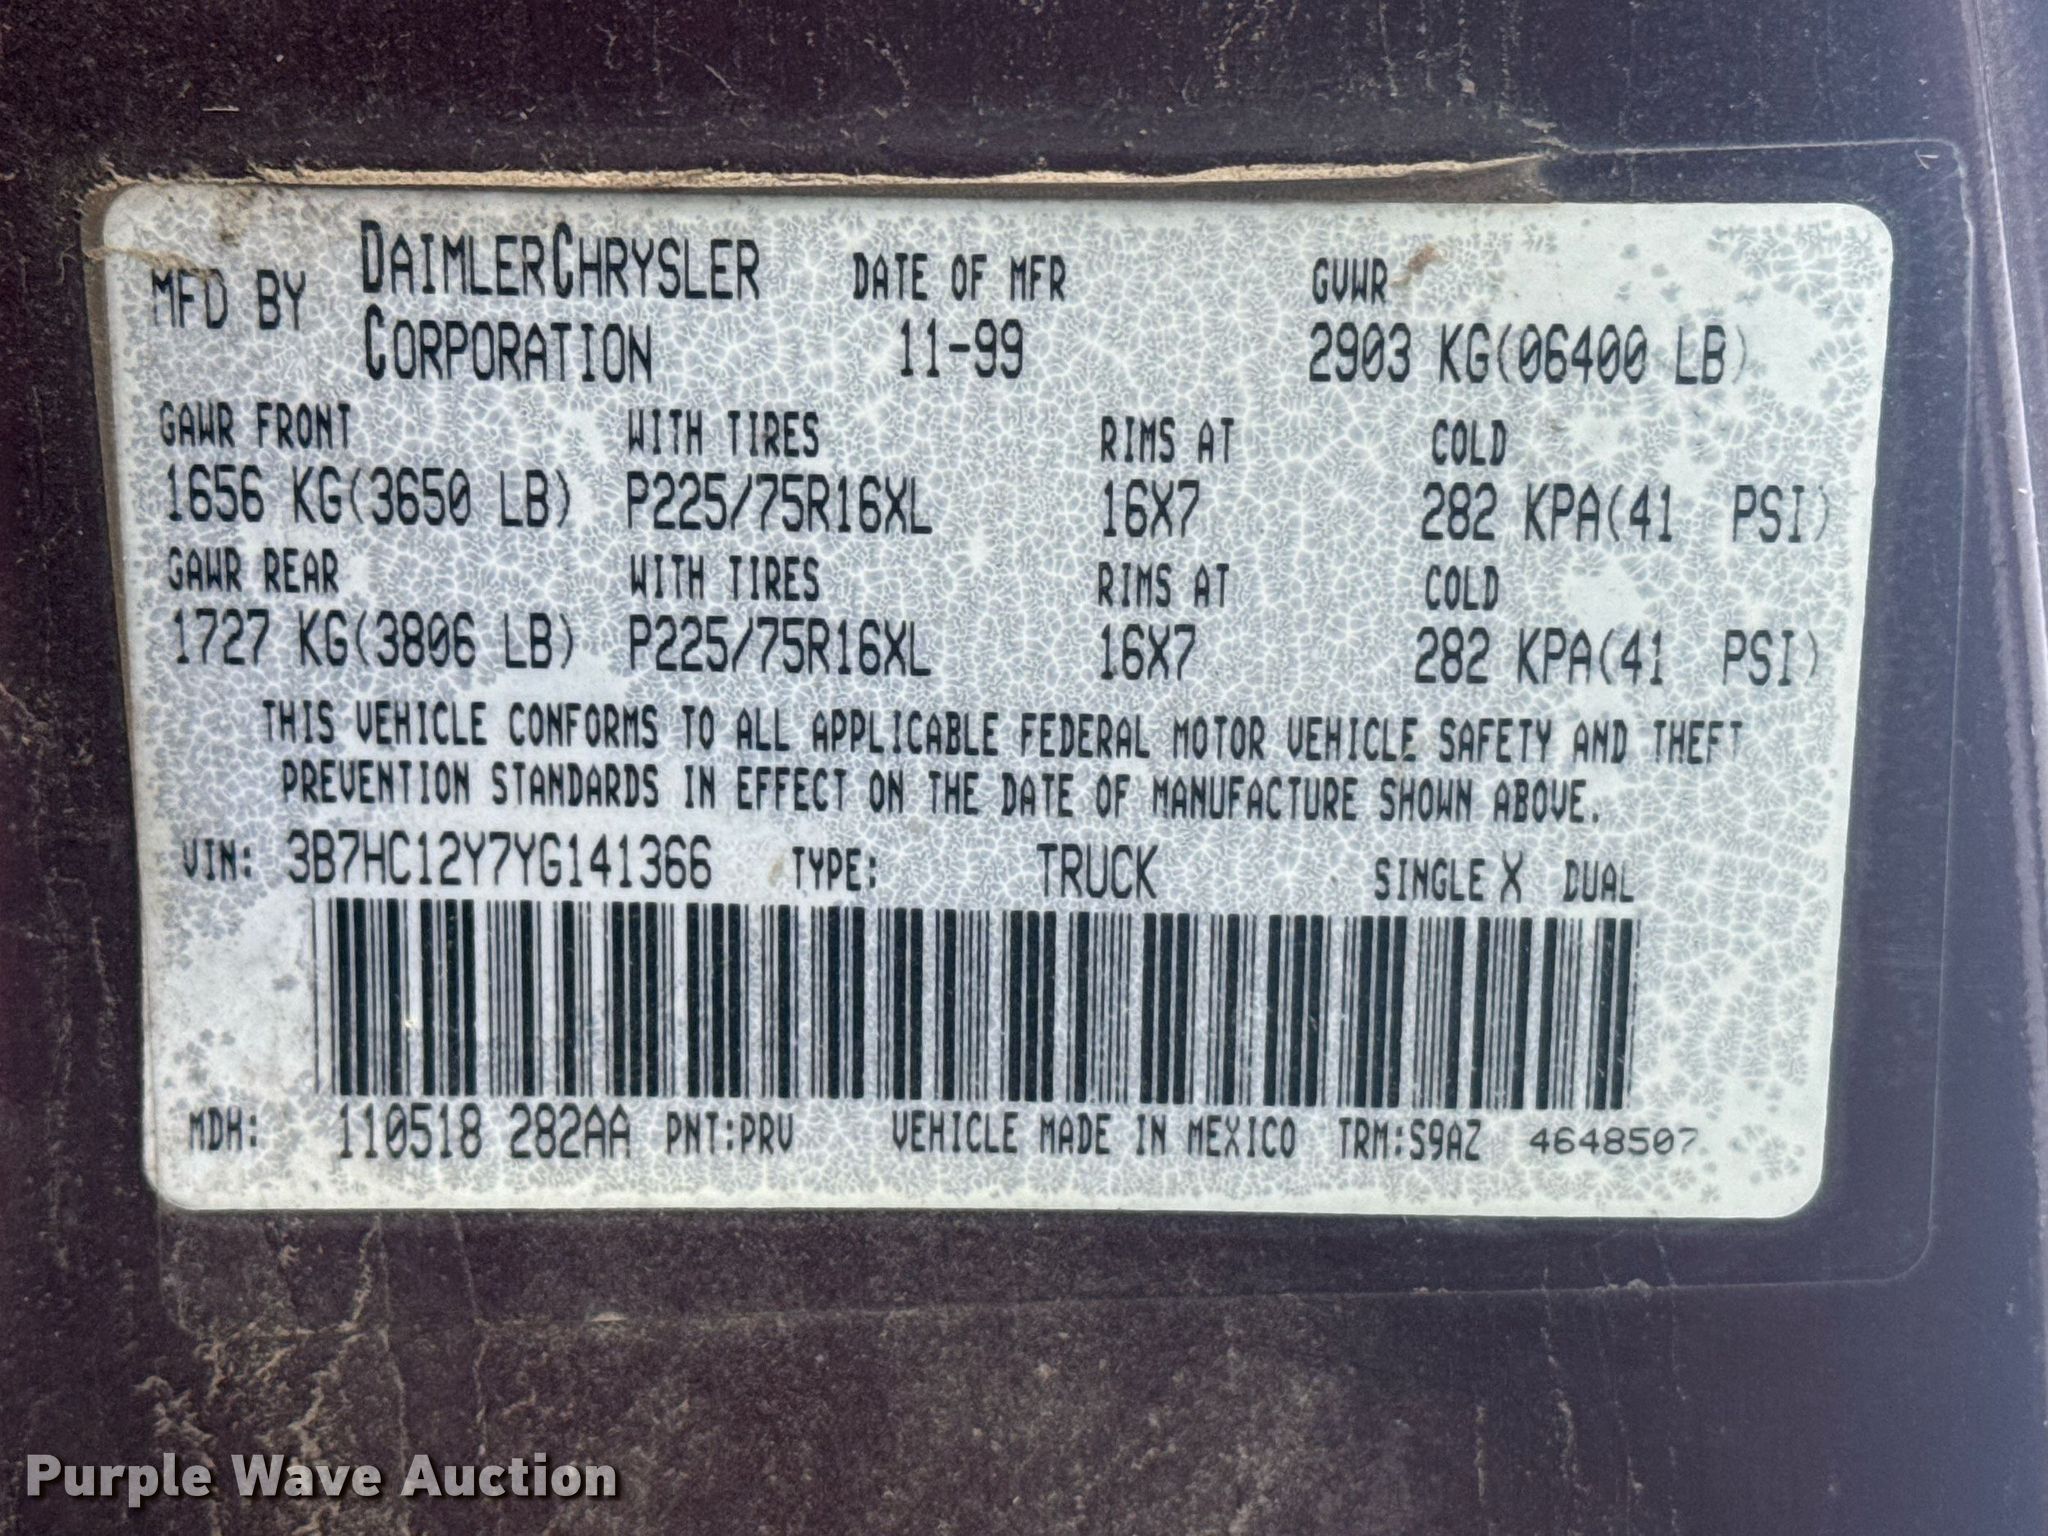 MFD BY DAIMLERCHRYSLER CORPORATION DATE OF MFR 11-99 GVWR 2903 KG(06400 LB)
GAWR FRONT WITH TIRES RIMS AT COLD
1656 KG(3650 LB) P225/75R16XL 16X7 282 KPA(41 PSI)
GAWR REAR WITH TIRES RIMS AT COLD
1727 KG(3806 LB) P225/75R16XL 16X7 282 KPA(41 PSI)
THIS VEHICLE CONFORMS TO ALL APPLICABLE FEDERAL MOTOR VEHICLE SAFETY AND THEFT
PREVENTION STANDARDS IN EFFECT ON THE DATE OF MANUFACTURE SHOWN ABOVE.
VIN: 3B7HC12Y7YG141366 TYPE: TRUCK SINGLE X DUAL
MDH: 110518 282AA PNT:PRV VEHICLE MADE IN MEXICO TRM:S9AZ 4648507
Purple Wave Auction